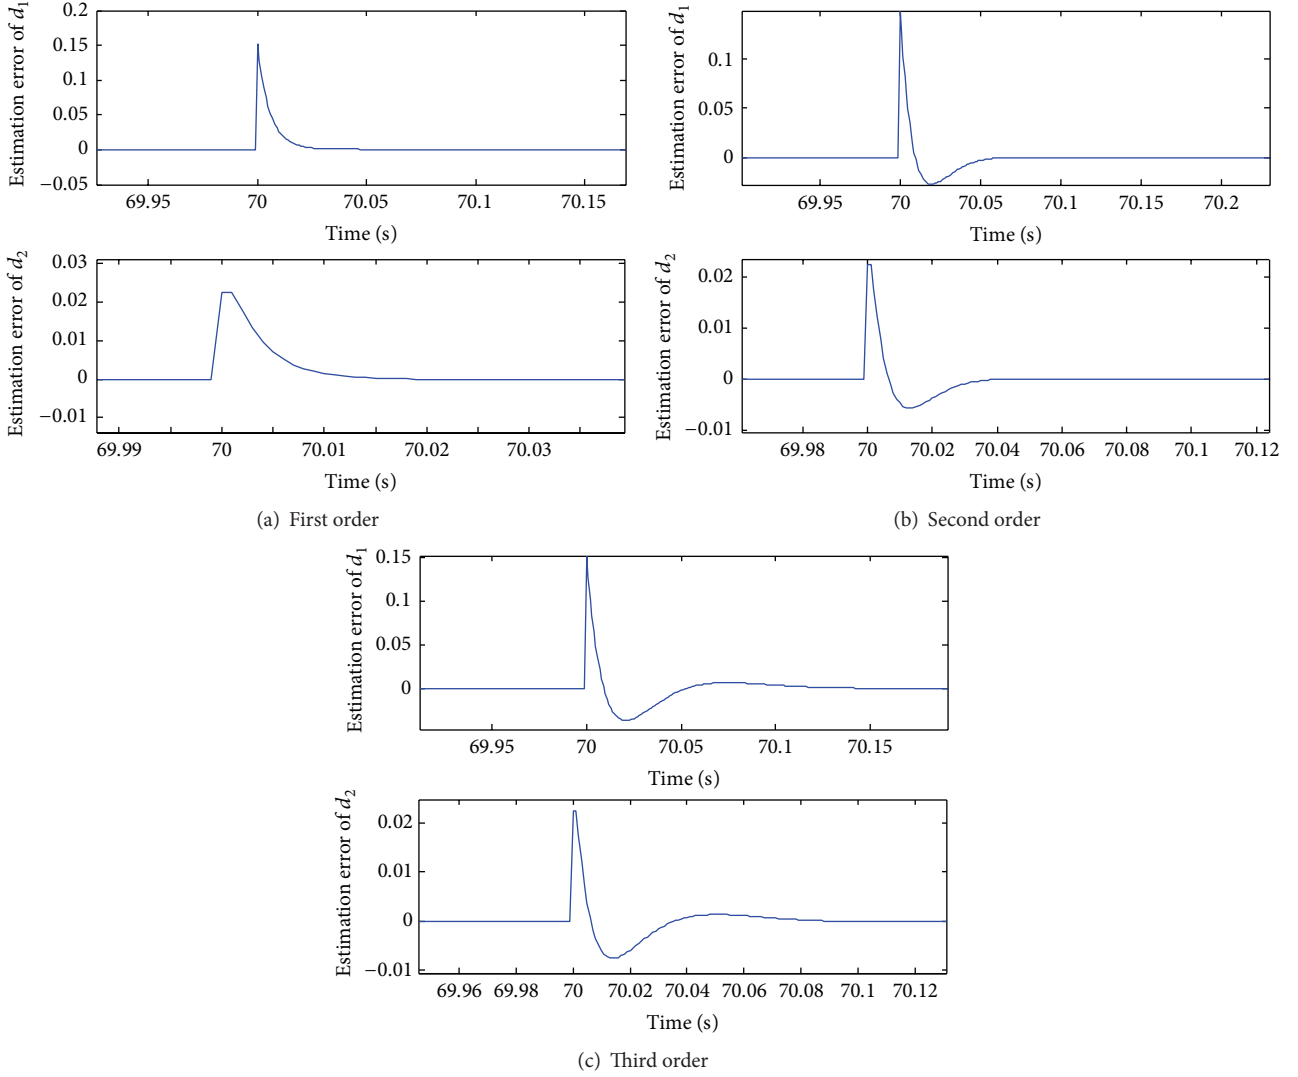 Estimation error of d1
0.2
0.15
0.1
0.05
0
−0.05
69.95 70 70.05 70.1 70.15
Time (s)
Estimation error of d2
0.03
0.02
0.01
0
−0.01
69.99 70 70.01 70.02 70.03
Time (s)
(a) First order
Estimation error of d1
0.1
0.05
0
69.95 70 70.05 70.1 70.15 70.2
Time (s)
Estimation error of d2
0.02
0.01
0
−0.01
69.98 70 70.02 70.04 70.06 70.08 70.1 70.12
Time (s)
(b) Second order
Estimation error of d1
0.15
0.1
0.05
0
69.95 70 70.05 70.1 70.15
Time (s)
Estimation error of d2
0.02
0.01
0
−0.01
69.96 69.98 70 70.02 70.04 70.06 70.08 70.1 70.12
Time (s)
(c) Third order